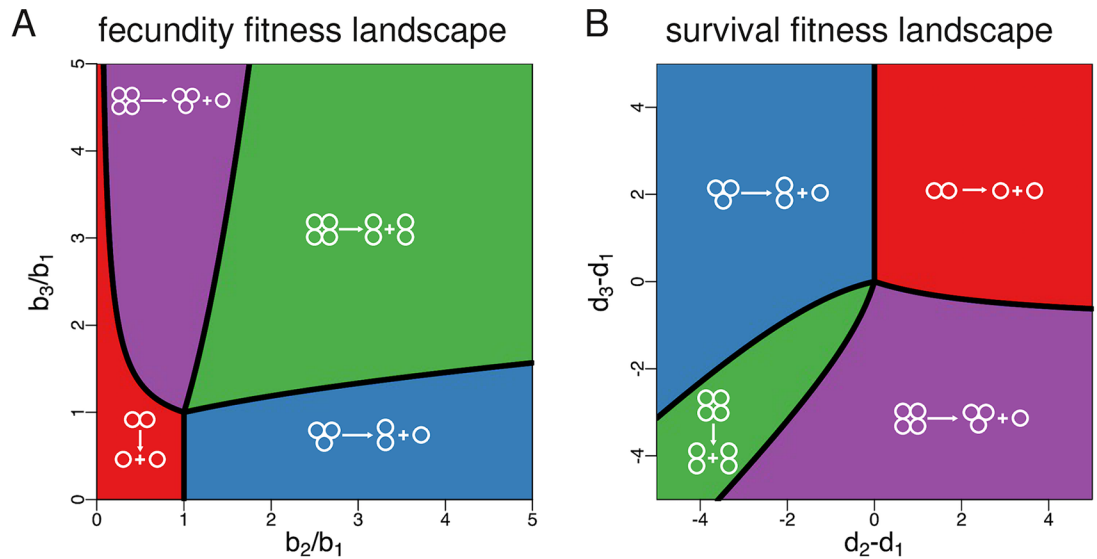 A fecundity fitness landscape
5
4
3
2
1
0
0 1 2 3 4 5
b3/b1
b2/b1
+
+
+
+
B survival fitness landscape
4
2
0
-2
-4
-4 -2 0 2 4
d3-d1
d2-d1
+
+
+
+